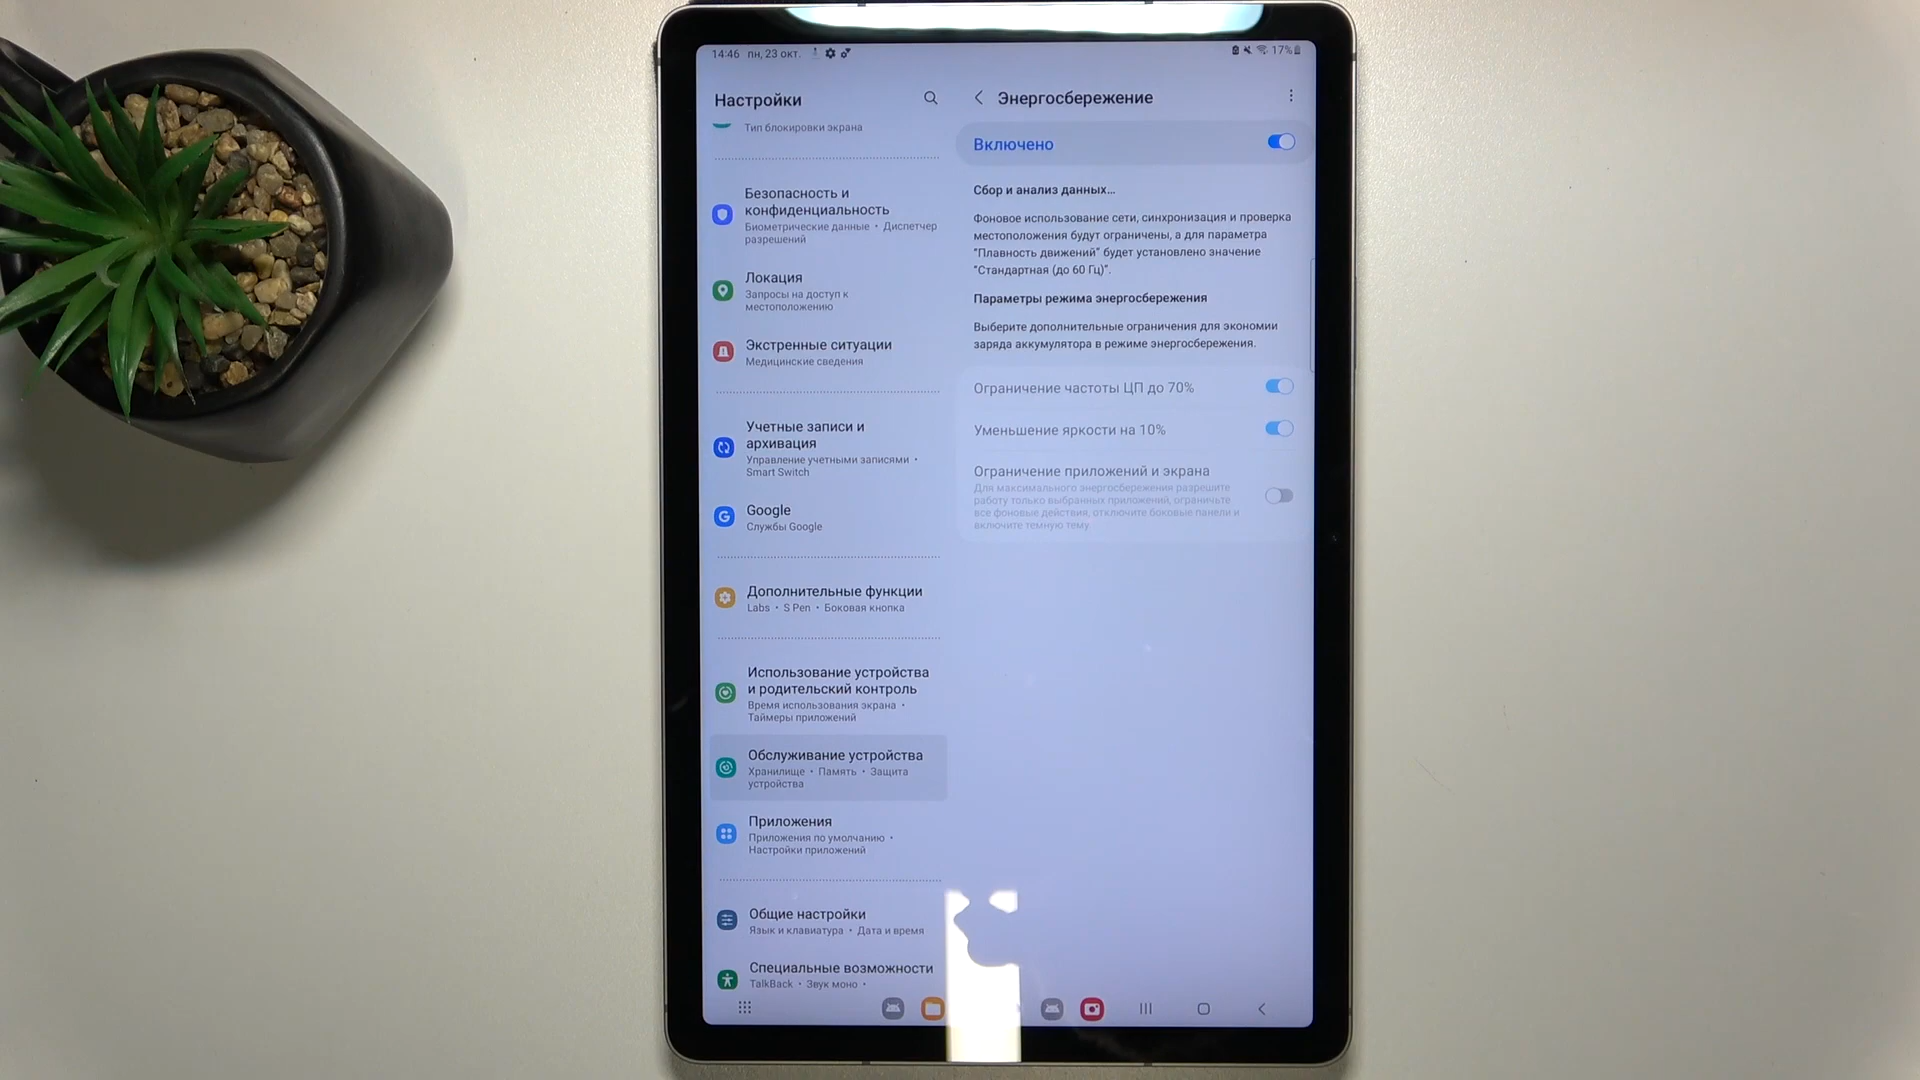 14:46 пн, 23 окт.
17%
Настройки
Тип блокировки экрана
Безопасность и
конфиденциальность
Биометрические данные • Диспетчер
разрешений
Локация
Запросы на доступ к
местоположению
Экстренные ситуации
Медицинские сведения
Учетные записи и
архивация
Управление учетными записями •
Smart Switch
Google
Службы Google
Дополнительные функции
Labs • S Pen • Боковая кнопка
Использование устройства
и родительский контроль
Время использования экрана •
Таймеры приложений
Обслуживание устройства
Хранилище • Память • Защита
устройства
Приложения
Приложения по умолчанию •
Настройки приложений
Общие настройки
Язык и клавиатура • Дата и время
Специальные возможности
TalkBack • Звук моно •
Энергосбережение
Включено
Сбор и анализ данных...
Фоновое использование сети, синхронизация и проверка
местоположения будут ограничены, а для параметра
"Плавность движений" будет установлено значение
"Стандартная (до 60 Гц)".
Параметры режима энергосбережения
Выберите дополнительные ограничения для экономии
заряда аккумулятора в режиме энергосбережения.
Ограничение частоты ЦП до 70%
Уменьшение яркости на 10%
Ограничение приложений и экрана
Для максимального энергосбережения разрешите
работу только выбранных приложений, ограничьте
все фоновые действия, отключите боковые панели и
включите темную тему.